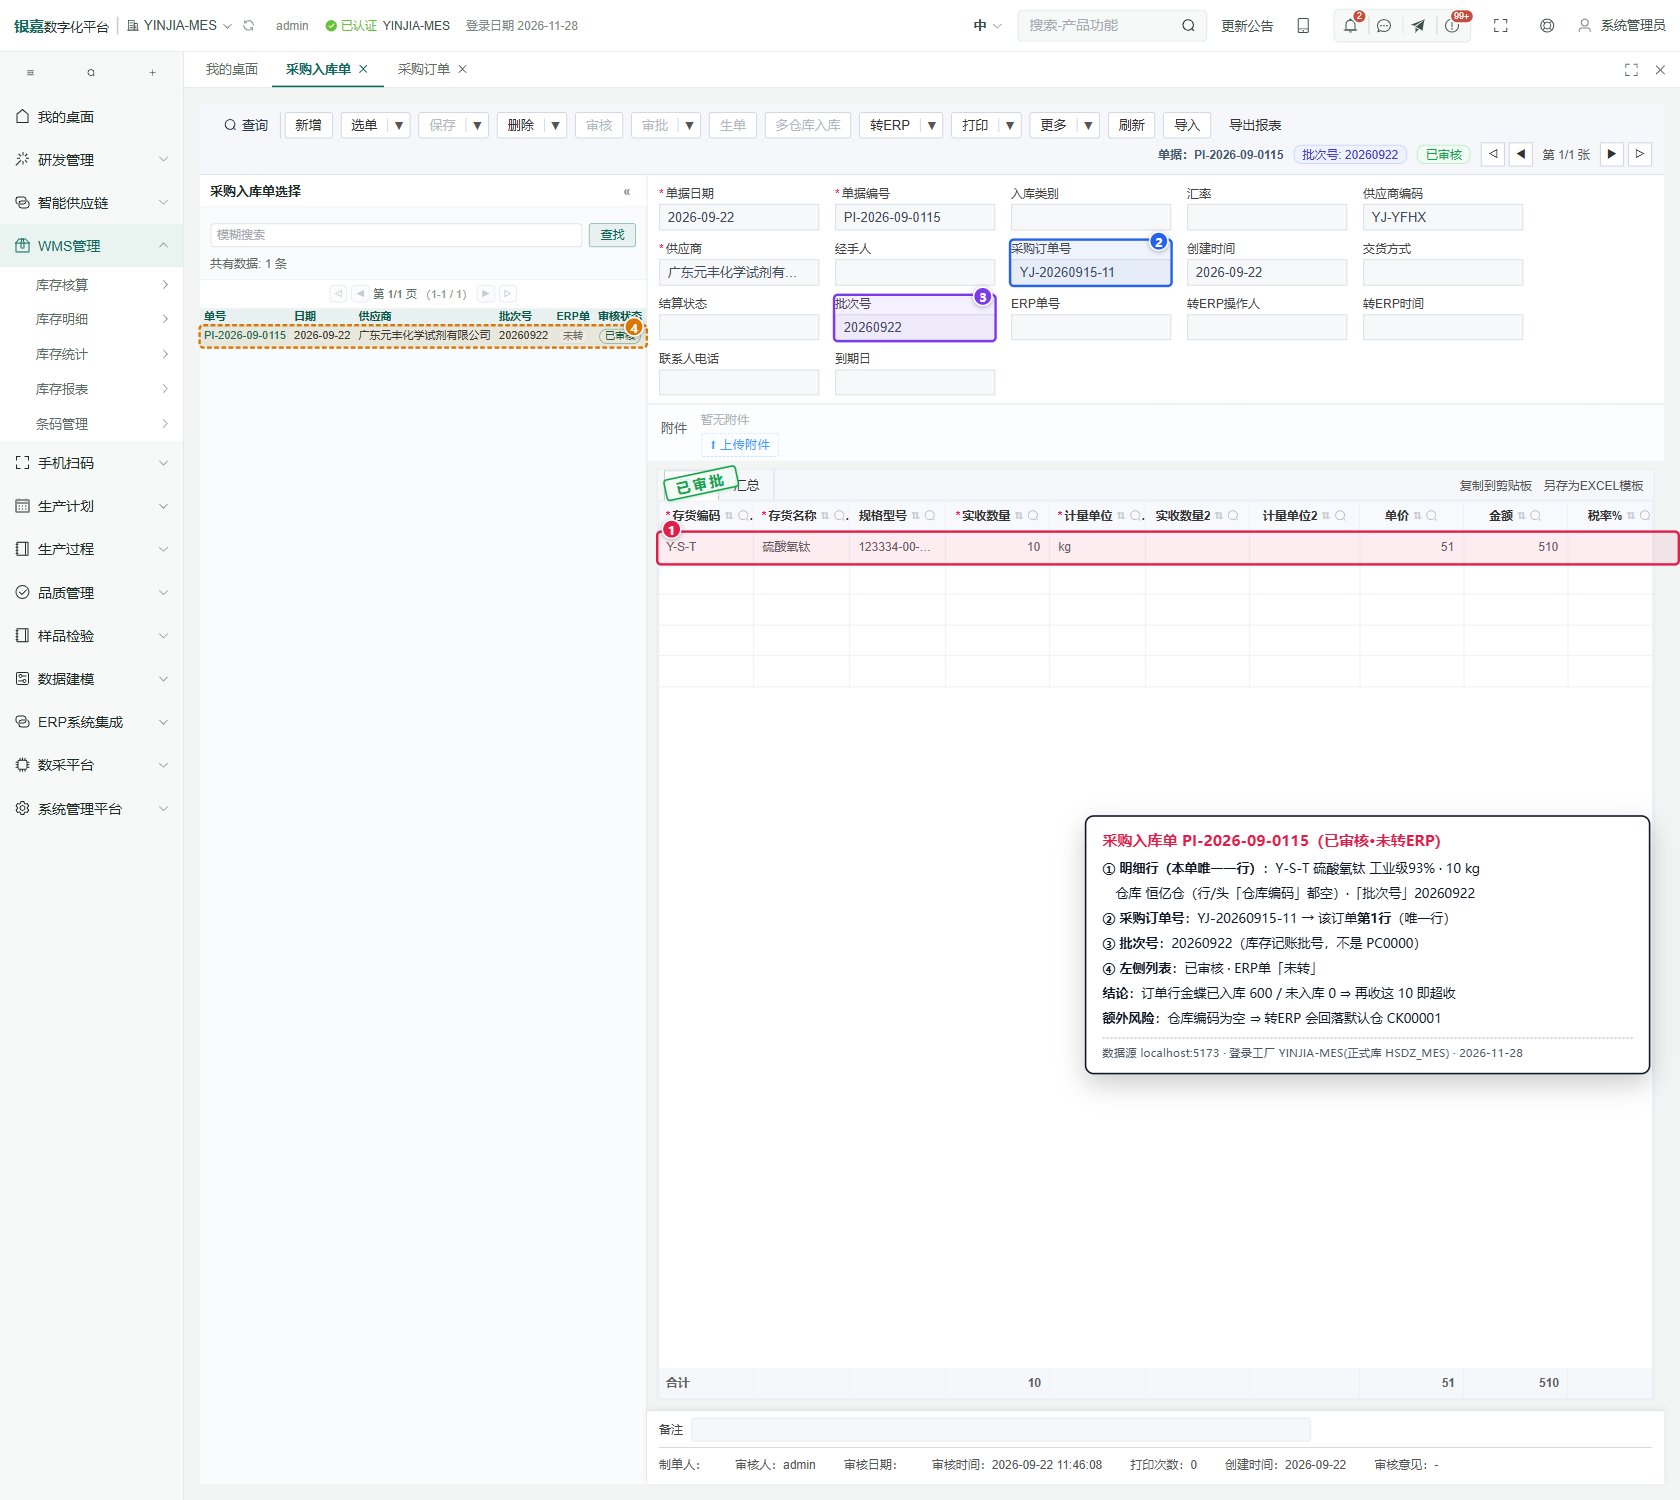 银嘉数字化平台 YINJIA-MES admin 已认证 YINJIA-MES 登录日期 2026-11-28 中 搜索-产品功能 更新公告 2 99+ 系统管理员
我的桌面 采购入库单 采购订单
我的桌面
研发管理
智能供应链
WMS管理
库存核算
库存明细
库存统计
库存报表
条码管理
手机扫码
生产计划
生产过程
品质管理
样品检验
数据建模
ERP系统集成
数采平台
系统管理平台
查询 新增 选单 保存 删除 审核 审批 生单 多仓库入库 转ERP 打印 更多 刷新 导入 导出报表
单据：PI-2026-09-0115 批次号: 20260922 已审核 第 1/1 张
采购入库单选择 «
模糊搜索 查找
共有数据: 1 条
第 1/1 页 (1-1 / 1)
单号 日期 供应商 批次号 ERP单 审核状态
PI-2026-09-0115 2026-09-22 广东元丰化学试剂有限公司 20260922 未转 已审核
4
*单据日期 *单据编号 入库类别 汇率 供应商编码
2026-09-22 PI-2026-09-0115 YJ-YFHX
*供应商 经手人 采购订单号 2 创建时间 交货方式
广东元丰化学试剂有... YJ-20260915-11 2026-09-22
结算状态 批次号 3 ERP单号 转ERP操作人 转ERP时间
20260922
联系人电话 到期日
附件 暂无附件
上传附件
已审批 汇总 复制到剪贴板 另存为EXCEL模板
*存货编码 *存货名称 规格型号 *实收数量 *计量单位 实收数量2 计量单位2 单价 金额 税率%
1
Y-S-T 硫酸氧钛 123334-00-... 10 kg 51 510
采购入库单 PI-2026-09-0115（已审核·未转ERP）
① 明细行（本单唯一一行）：Y-S-T 硫酸氧钛 工业级93% · 10 kg
仓库 恒亿仓（行/头「仓库编码」都空）·「批次号」20260922
② 采购订单号：YJ-20260915-11 → 该订单第1行（唯一行）
③ 批次号：20260922（库存记账批号，不是 PC0000）
④ 左侧列表：已审核 · ERP单「未转」
结论：订单行金蝶已入库 600 / 未入库 0 ⇒ 再收这 10 即超收
额外风险：仓库编码为空 ⇒ 转ERP 会回落默认仓 CK00001
数据源 localhost:5173 · 登录工厂 YINJIA-MES(正式库 HSDZ_MES) · 2026-11-28
合计 10 51 510
备注
制单人： 审核人：admin 审核日期： 审核时间：2026-09-22 11:46:08 打印次数：0 创建时间：2026-09-22 审核意见：-